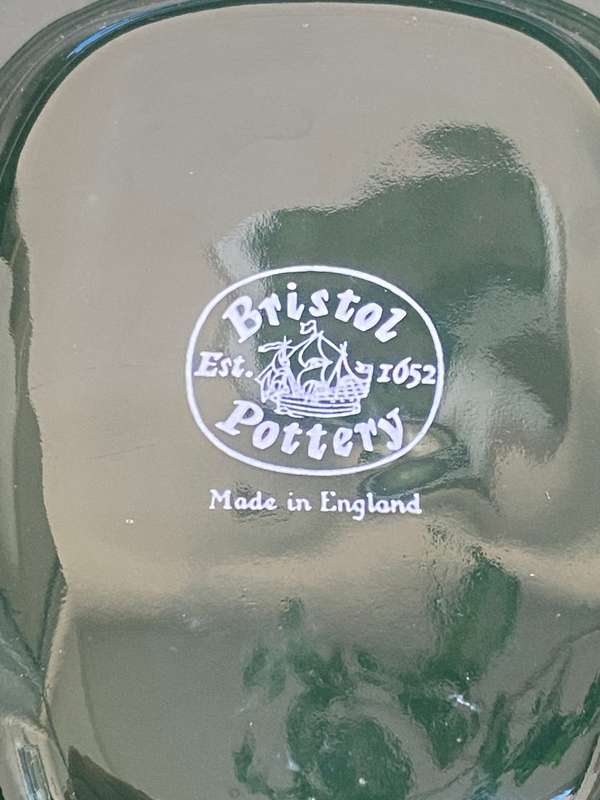 Bristol
Est. 1652
Pottery
Made in England